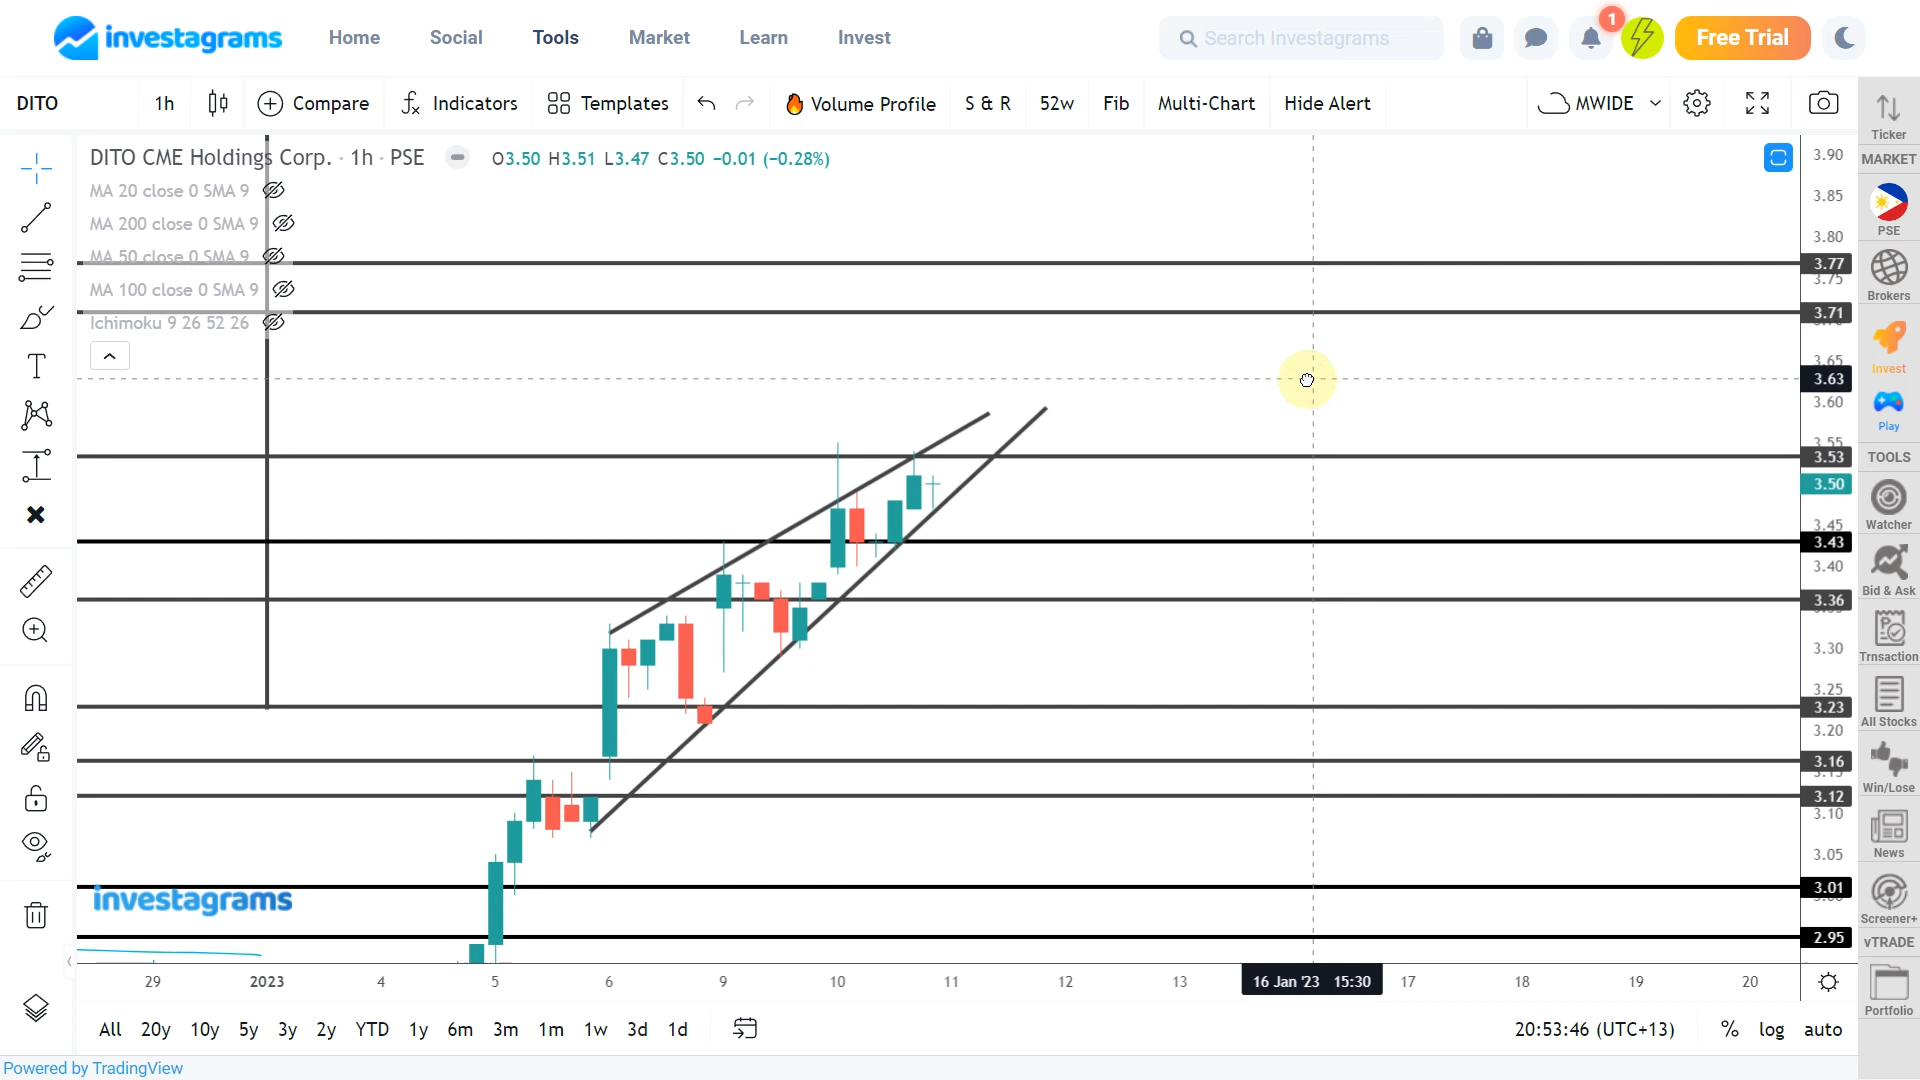 investagrams
Home Social Tools Market Learn Invest
Search Investagrams
1
Free Trial
DITO 1h Compare Indicators Templates Volume Profile S & R 52w Fib Multi-Chart Hide Alert MWIDE
DITO CME Holdings Corp. · 1h · PSE O3.50 H3.51 L3.47 C3.50 −0.01 (−0.28%)
MA 20 close 0 SMA 9
MA 200 close 0 SMA 9
MA 50 close 0 SMA 9
MA 100 close 0 SMA 9
Ichimoku 9 26 52 26
3.90
3.85
3.80
3.77
3.75
3.71
3.65
3.63
3.60
3.55
3.53
3.50
3.45
3.43
3.40
3.36
3.30
3.25
3.23
3.20
3.16
3.12
3.10
3.05
3.01
2.95
investagrams
29 2023 4 5 6 9 10 11 12 13 16 Jan '23 15:30 17 18 19 20
All 20y 10y 5y 3y 2y YTD 1y 6m 3m 1m 1w 3d 1d
20:53:46 (UTC+13) % log auto
Powered by TradingView
Ticker
MARKET
PSE
Brokers
Invest
Play
TOOLS
Watcher
Bid & Ask
Trnsaction
All Stocks
Win/Lose
News
Screener+
vTRADE
Portfolio